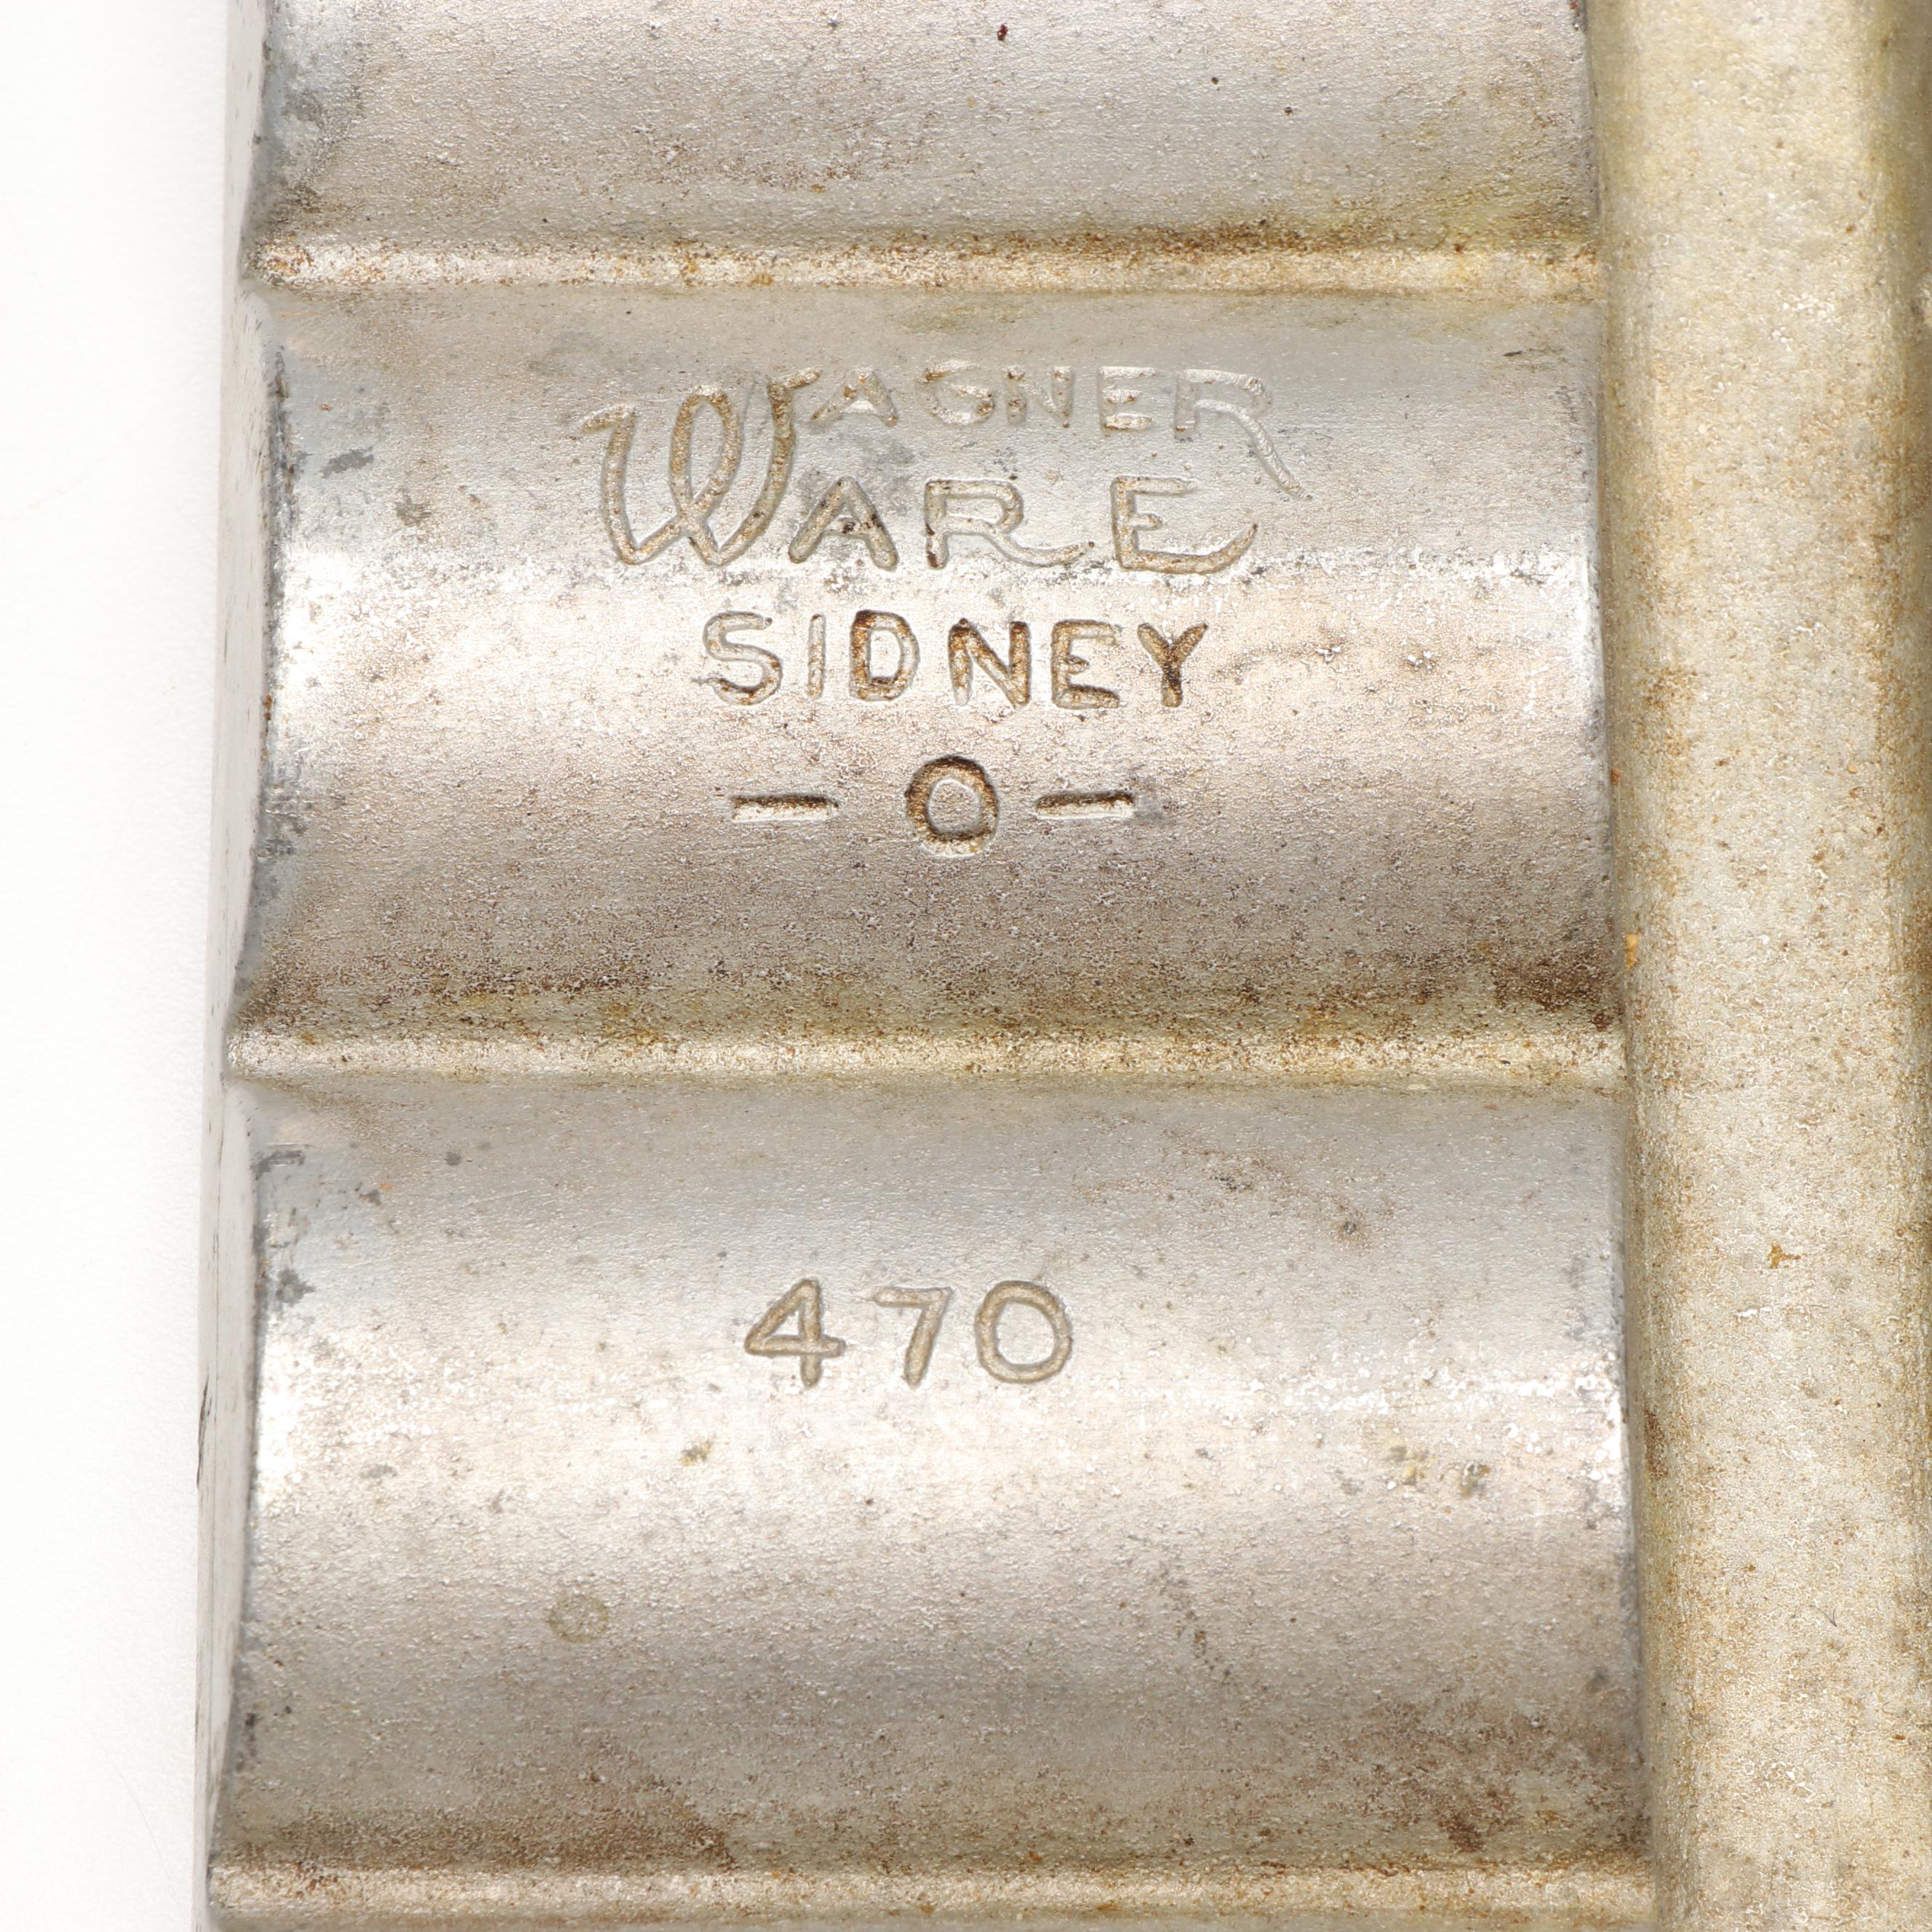 WAGNER
WARE
SIDNEY
-O-
470